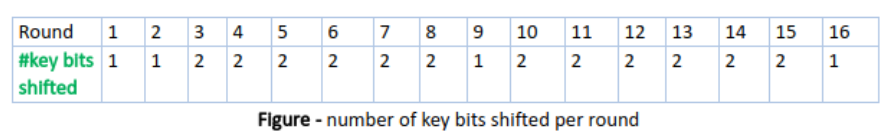 Round 1 2 3 4 5 6 7 8 9 10 11 12 13 14 15 16
#key bits 1 1 2 2 2 2 2 2 1 2 2 2 2 2 2 1
shifted
Figure - number of key bits shifted per round